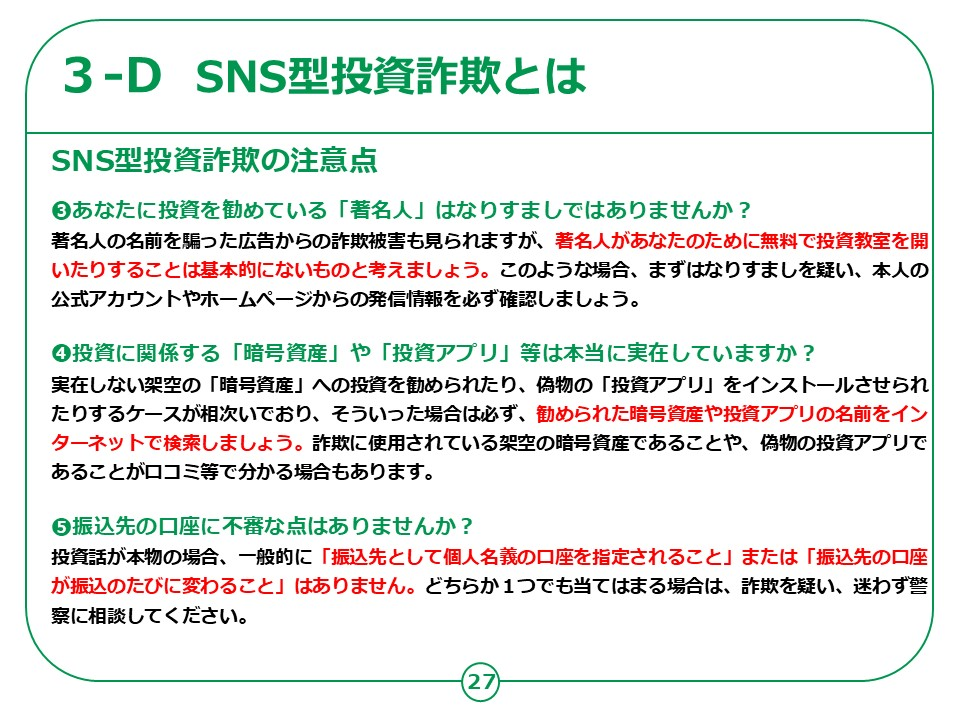 ３-D SNS型投資詐欺とは
SNS型投資詐欺の注意点
❸あなたに投資を勧めている「著名人」はなりすましではありませんか？
著名人の名前を騙った広告からの詐欺被害も見られますが、著名人があなたのために無料で投資教室を開
いたりすることは基本的にないものと考えましょう。このような場合、まずはなりすましを疑い、本人の
公式アカウントやホームページからの発信情報を必ず確認しましょう。
❹投資に関係する「暗号資産」や「投資アプリ」等は本当に実在していますか？
実在しない架空の「暗号資産」への投資を勧められたり、偽物の「投資アプリ」をインストールさせられ
たりするケースが相次いでおり、そういった場合は必ず、勧められた暗号資産や投資アプリの名前をイン
ターネットで検索しましょう。詐欺に使用されている架空の暗号資産であることや、偽物の投資アプリで
あることが口コミ等で分かる場合もあります。
❺振込先の口座に不審な点はありませんか？
投資話が本物の場合、一般的に「振込先として個人名義の口座を指定されること」または「振込先の口座
が振込のたびに変わること」はありません。どちらか１つでも当てはまる場合は、詐欺を疑い、迷わず警
察に相談してください。
27